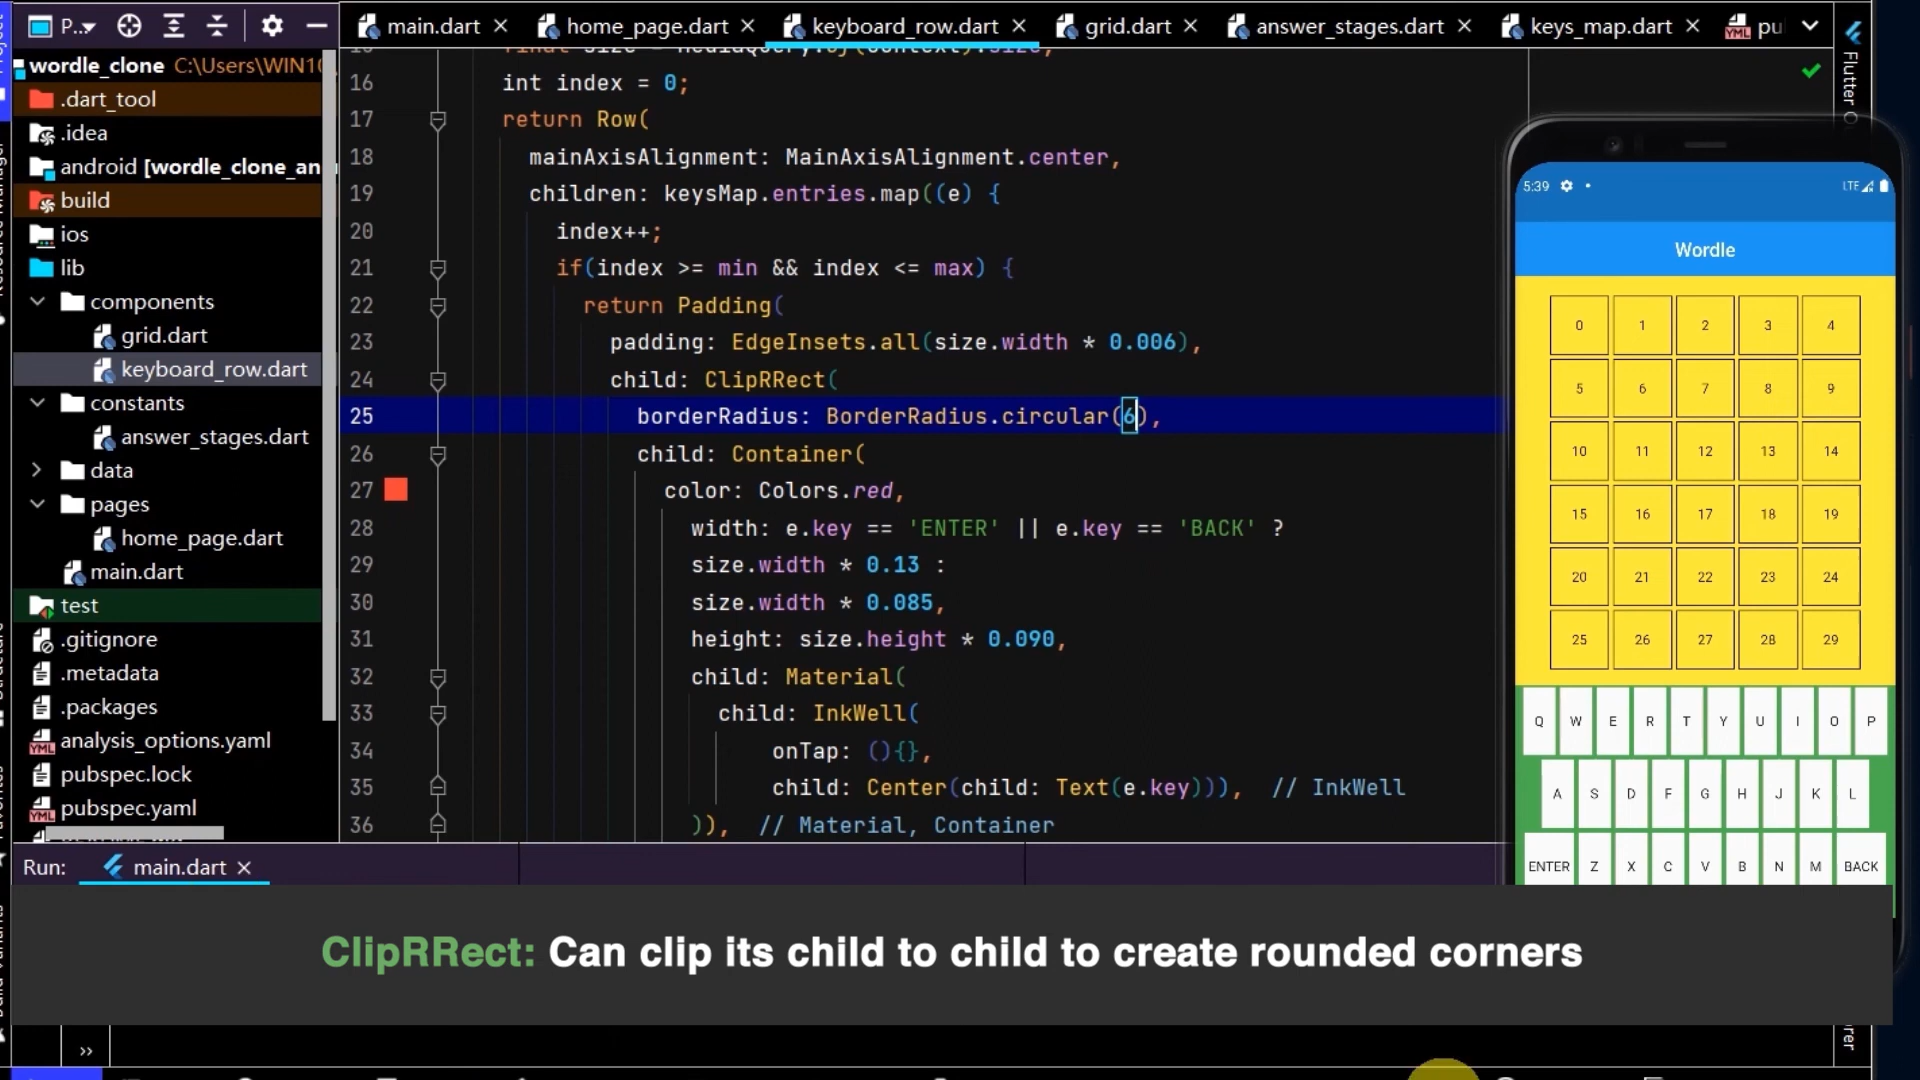 P...
main.dart
home_page.dart
keyboard_row.dart
grid.dart
answer_stages.dart
keys_map.dart
pu
wordle_clone C:\Users\WIN10
.dart_tool
.idea
android [wordle_clone_an
build
ios
lib
components
grid.dart
keyboard_row.dart
constants
answer_stages.dart
data
pages
home_page.dart
main.dart
test
.gitignore
.metadata
.packages
analysis_options.yaml
pubspec.lock
pubspec.yaml
16 int index = 0;
17 return Row(
18 mainAxisAlignment: MainAxisAlignment.center,
19 children: keysMap.entries.map((e) {
20 index++;
21 if(index >= min && index <= max) {
22 return Padding(
23 padding: EdgeInsets.all(size.width * 0.006),
24 child: ClipRRect(
25 borderRadius: BorderRadius.circular(6),
26 child: Container(
27 color: Colors.red,
28 width: e.key == 'ENTER' || e.key == 'BACK' ?
29 size.width * 0.13 :
30 size.width * 0.085,
31 height: size.height * 0.090,
32 child: Material(
33 child: InkWell(
34 onTap: (){},
35 child: Center(child: Text(e.key))), // InkWell
36 )), // Material, Container
Flutter O
5:39 LTE
Wordle
0 1 2 3 4
5 6 7 8 9
10 11 12 13 14
15 16 17 18 19
20 21 22 23 24
25 26 27 28 29
Q W E R T Y U I O P
A S D F G H J K L
ENTER Z X C V B N M BACK
Run: main.dart
ClipRRect: Can clip its child to child to create rounded corners